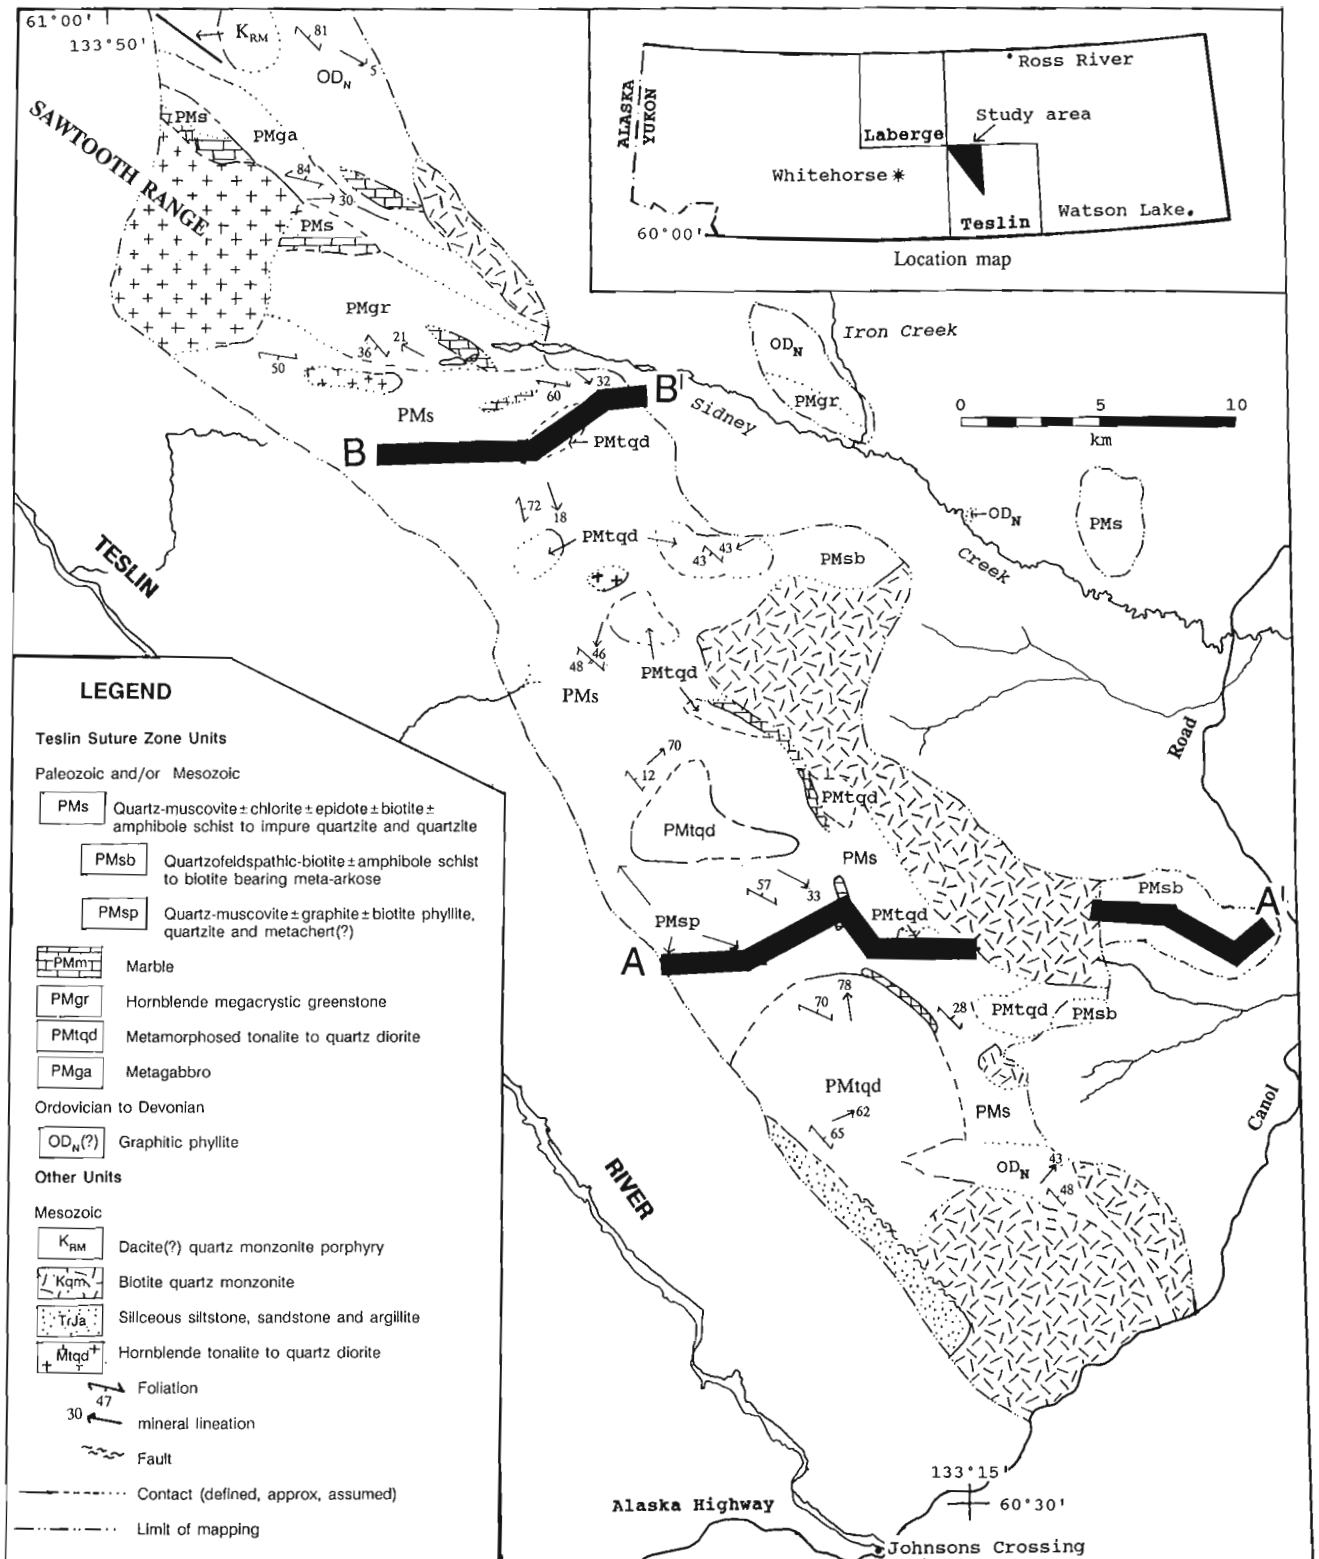 61°00'
133°50'
K_RM
81
5
OD_N
SAWTOOTH RANGE
PMs
PMga
84
30
PMs
PMgr
21
36
50
60
32
PMs
B
B'
PMtqd
ALASKA
YUKON
Ross River
Study area
Laberge
Whitehorse
Teslin
Watson Lake
60°00'
Location map
Iron Creek
OD_N
PMgr
Sidney
Creek
0 5 10
km
OD_N
PMs
72
18
PMtqd
43
43
PMsb
TESLIN
46
48
PMs
PMtqd
70
12
PMtqd
PMtqd
PMs
57
33
PMsp
PMtqd
A
A'
PMsb
Road
78
70
28
PMtqd
PMsb
PMtqd
62
65
PMs
OD_N
43
48
Canol
RIVER
133°15'
60°30'
Alaska Highway
Johnsons Crossing
LEGEND
Teslin Suture Zone Units
Paleozoic and/or Mesozoic
PMs Quartz-muscovite ± chlorite ± epidote ± biotite ±
amphibole schist to impure quartzite and quartzite
PMsb Quartzofeldspathic-biotite ± amphibole schist
to biotite bearing meta-arkose
PMsp Quartz-muscovite ± graphite ± biotite phyllite,
quartzite and metachert(?)
PMm Marble
PMgr Hornblende megacrystic greenstone
PMtqd Metamorphosed tonalite to quartz diorite
PMga Metagabbro
Ordovician to Devonian
OD_N(?) Graphitic phyllite
Other Units
Mesozoic
K_RM Dacite(?) quartz monzonite porphyry
Kqm Biotite quartz monzonite
TrJa Siliceous siltstone, sandstone and argillite
Mtqd Hornblende tonalite to quartz diorite
47 Foliation
30 mineral lineation
Fault
Contact (defined, approx, assumed)
Limit of mapping